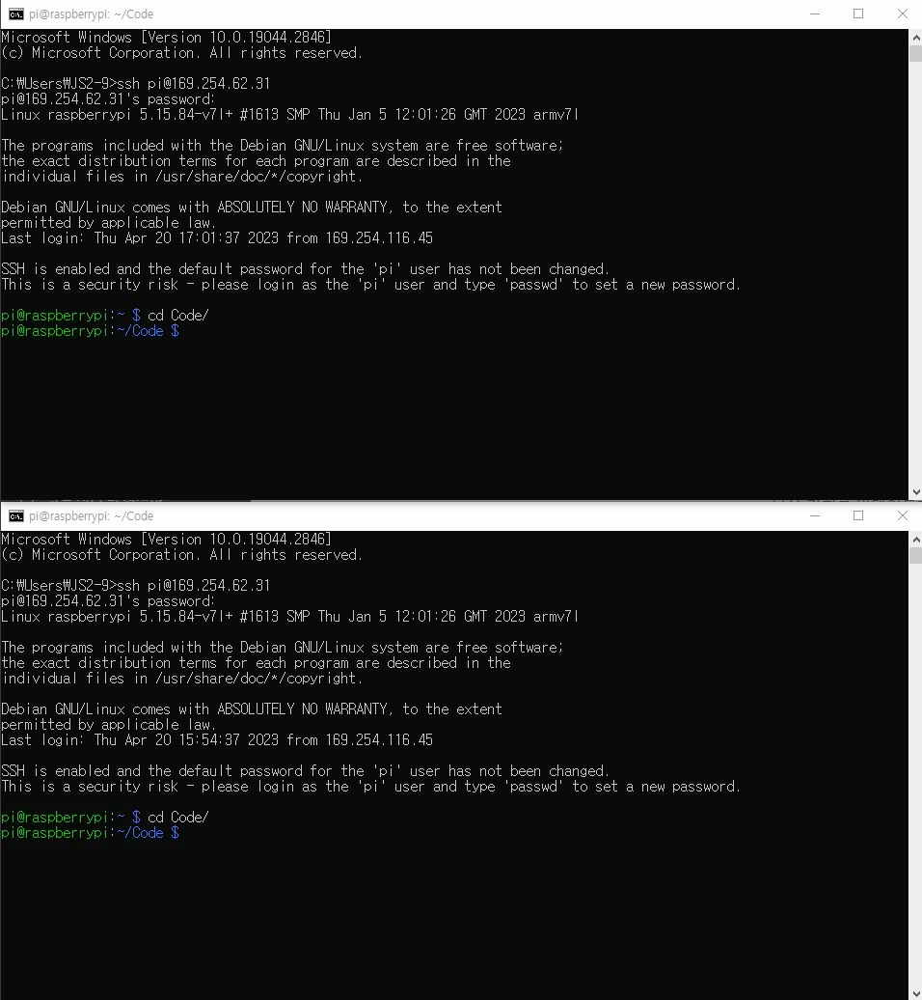 pi@raspberrypi: ~/Code
Microsoft Windows [Version 10.0.19044.2846]
(c) Microsoft Corporation. All rights reserved.
C:₩Users₩JS2-9>ssh pi@169.254.62.31
pi@169.254.62.31's password:
Linux raspberrypi 5.15.84-v7l+ #1613 SMP Thu Jan 5 12:01:26 GMT 2023 armv7l
The programs included with the Debian GNU/Linux system are free software;
the exact distribution terms for each program are described in the
individual files in /usr/share/doc/*/copyright.
Debian GNU/Linux comes with ABSOLUTELY NO WARRANTY, to the extent
permitted by applicable law.
Last login: Thu Apr 20 17:01:37 2023 from 169.254.116.45
SSH is enabled and the default password for the 'pi' user has not been changed.
This is a security risk - please login as the 'pi' user and type 'passwd' to set a new password.
pi@raspberrypi:~ $ cd Code/
pi@raspberrypi:~/Code $
pi@raspberrypi: ~/Code
Microsoft Windows [Version 10.0.19044.2846]
(c) Microsoft Corporation. All rights reserved.
C:₩Users₩JS2-9>ssh pi@169.254.62.31
pi@169.254.62.31's password:
Linux raspberrypi 5.15.84-v7l+ #1613 SMP Thu Jan 5 12:01:26 GMT 2023 armv7l
The programs included with the Debian GNU/Linux system are free software;
the exact distribution terms for each program are described in the
individual files in /usr/share/doc/*/copyright.
Debian GNU/Linux comes with ABSOLUTELY NO WARRANTY, to the extent
permitted by applicable law.
Last login: Thu Apr 20 15:54:37 2023 from 169.254.116.45
SSH is enabled and the default password for the 'pi' user has not been changed.
This is a security risk - please login as the 'pi' user and type 'passwd' to set a new password.
pi@raspberrypi:~ $ cd Code/
pi@raspberrypi:~/Code $